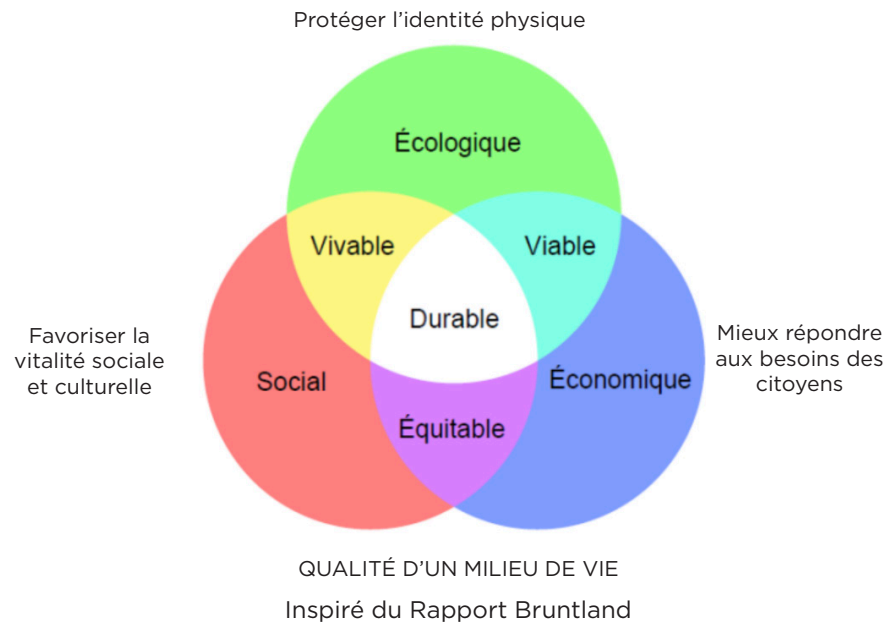 Protéger l’identité physique
Écologique
Vivable
Viable
Durable
Favoriser la
vitalité sociale
et culturelle
Mieux répondre
aux besoins des
citoyens
Social
Économique
Équitable
QUALITÉ D’UN MILIEU DE VIE
Inspiré du Rapport Bruntland